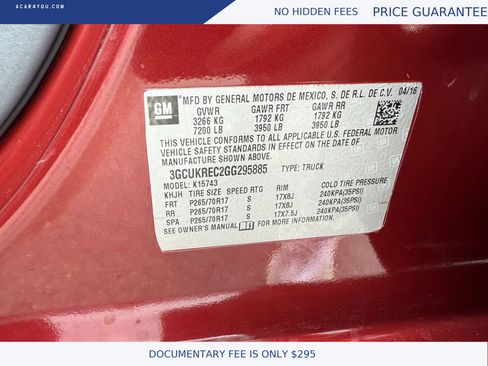 ACAR4YOU.COM
NO HIDDEN FEES
PRICE GUARANTEE
GM
MFD BY GENERAL MOTORS DE MEXICO, S. DE R.L. DE C.V. 04/16
GVWR GAWR FRT GAWR RR
3266 KG 1792 KG 1792 KG
7200 LB 3950 LB 3950 LB
THIS VEHICLE CONFORMS TO ALL APPLICABLE U.S. FEDERAL MOTOR
VEHICLE SAFETY STANDARDS IN EFFECT ON THE DATE OF
MANUFACTURE SHOWN ABOVE.
3GCUKREC2GG295885 TYPE: TRUCK
MODEL: K15743
KHJH TIRE SIZE SPEED RTG RIM COLD TIRE PRESSURE
FRT P265/70R17 S 17X8J 240KPA(35PSI)
RR P265/70R17 S 17X8J 240KPA(35PSI)
SPA P265/70R17 S 17X7.5J 240KPA(35PSI)
SEE OWNER'S MANUAL FOR MORE INFORMATION
DOCUMENTARY FEE IS ONLY $295